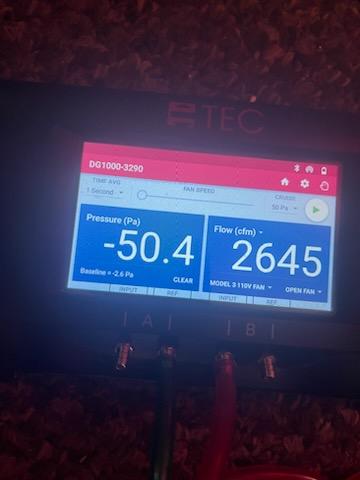 TEC
DG1000-3290
TIME AVG
1 Second
FAN SPEED
CRUISE
50 Pa
Pressure (Pa)
-50.4
Baseline = -2.6 Pa
CLEAR
Flow (cfm)
2645
MODEL 3 110V FAN
OPEN FAN
INPUT
REF
INPUT
REF
A
B